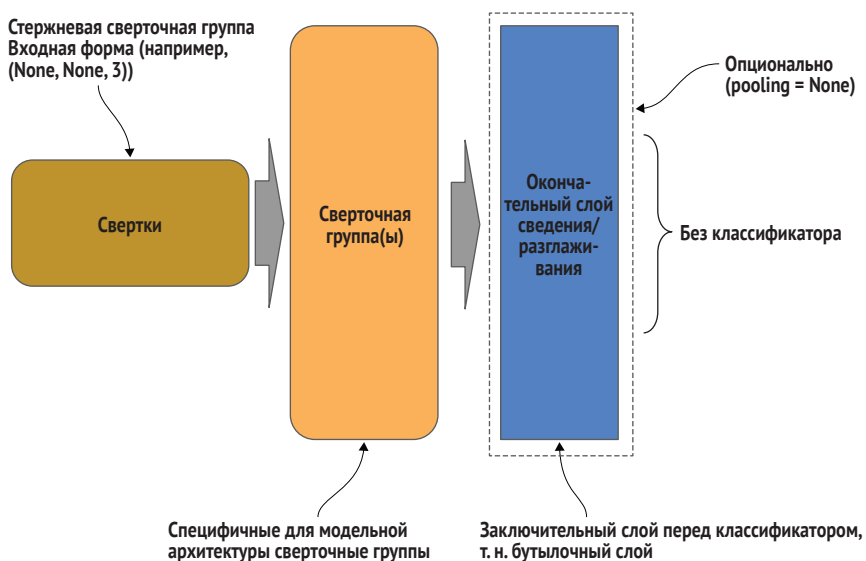 Стержневая сверточная группа
Входная форма (например,
(None, None, 3))
Опционально
(pooling = None)
Свертки
Сверточная
группа(ы)
Оконча-
тельный слой
сведения/
разглажи-
вания
Без классификатора
Специфичные для модельной
архитектуры сверточные группы
Заключительный слой перед классификатором,
т. н. бутылочный слой